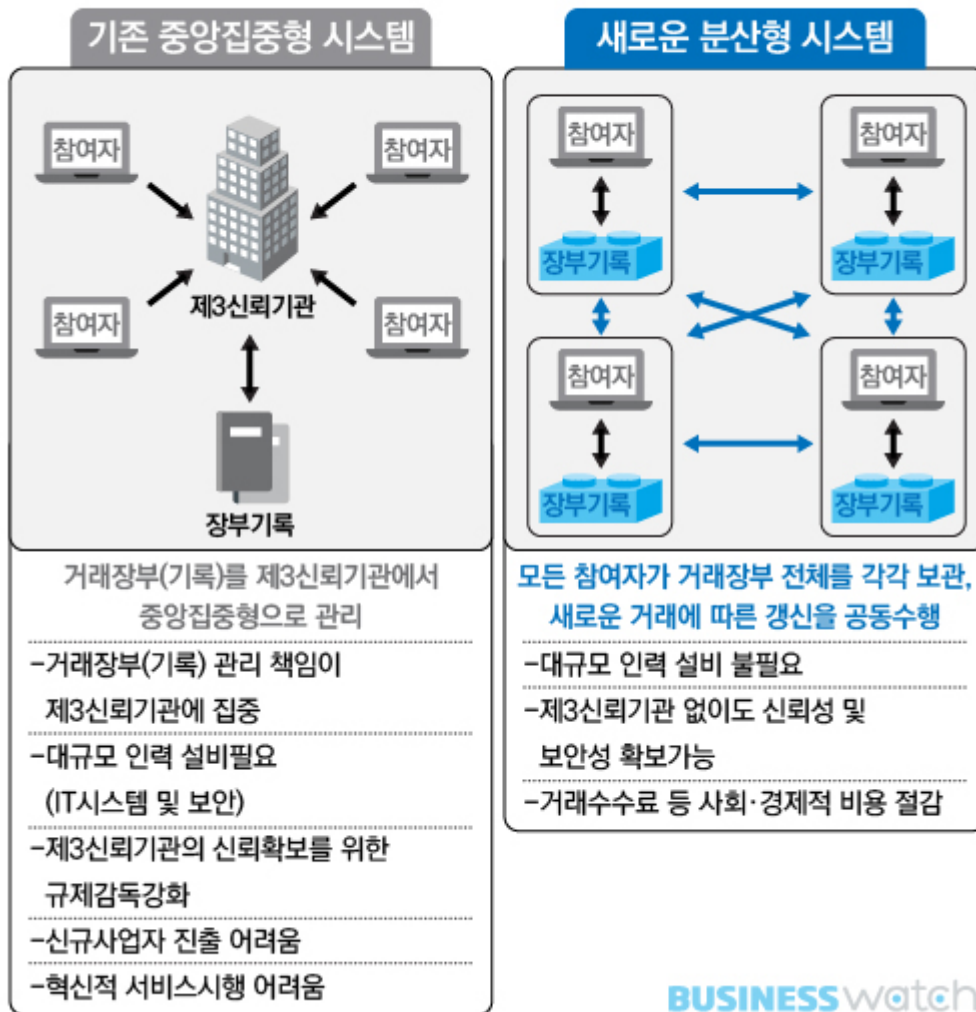 기존 중앙집중형 시스템
참여자
참여자
참여자
참여자
제3신뢰기관
장부기록
거래장부(기록)를 제3신뢰기관에서
중앙집중형으로 관리
-거래장부(기록) 관리 책임이
제3신뢰기관에 집중
-대규모 인력 설비필요
(IT시스템 및 보안)
-제3신뢰기관의 신뢰확보를 위한
규제감독강화
-신규사업자 진출 어려움
-혁신적 서비스시행 어려움
새로운 분산형 시스템
참여자
참여자
장부기록
장부기록
참여자
참여자
장부기록
장부기록
모든 참여자가 거래장부 전체를 각각 보관,
새로운 거래에 따른 갱신을 공동수행
-대규모 인력 설비 불필요
-제3신뢰기관 없이도 신뢰성 및
보안성 확보가능
-거래수수료 등 사회·경제적 비용 절감
BUSINESS watch